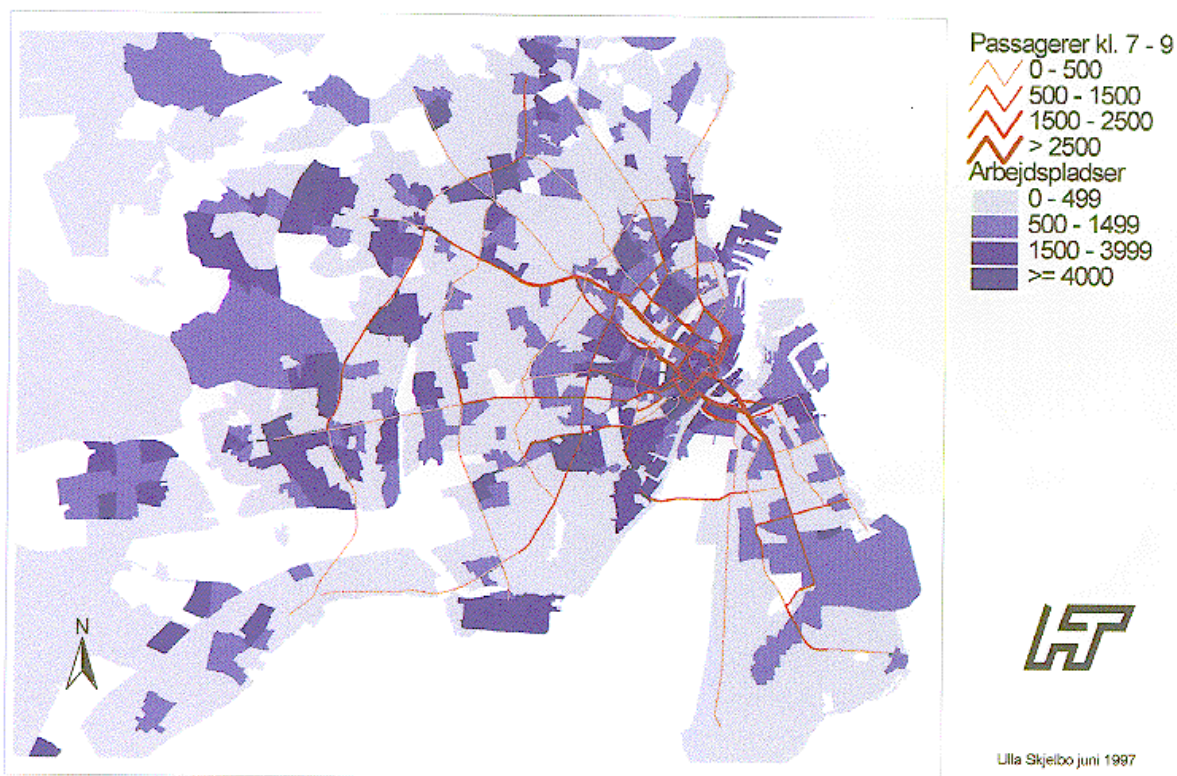 Passagerer kl. 7 - 9
0 - 500
500 - 1500
1500 - 2500
> 2500
Arbejdspladser
0 - 499
500 - 1499
1500 - 3999
>= 4000
N
HT
Ulla Skjelbo juni 1997